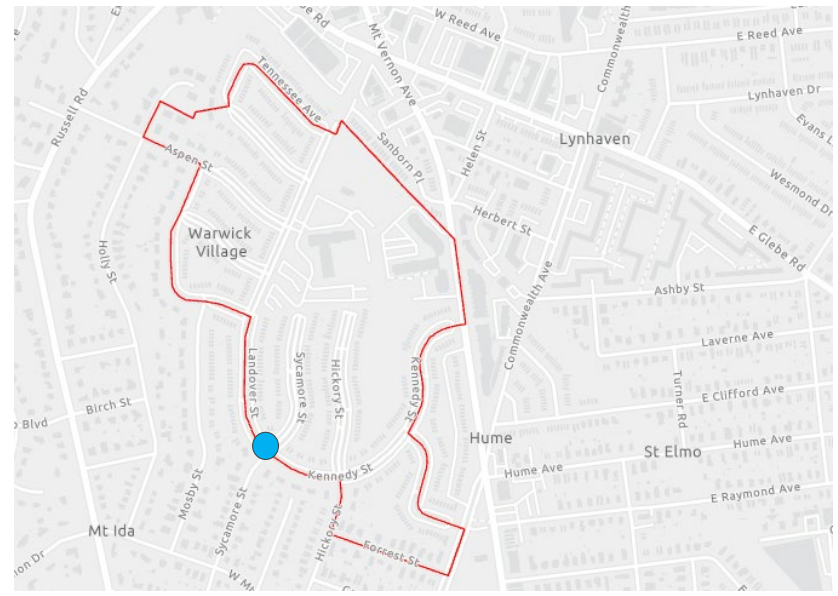 W Reed Ave
Commonwealth
E Reed Ave
Russell Rd
Tennessee Ave
Mt Vernon Ave
Lynhaven Dr
Lynhaven
Evans L
Sanborn Pl
Helen St
Aspen St
Wesmond Dr
Herbert St
Warwick
Village
E Glebe Rd
Holly St
Commonwealth Ave
Ashby St
Laverne Ave
Landover St
Sycamore St
Hickory St
Kennedy St
Turner Rd
E Clifford Ave
Birch St
Blvd
Hume
Hume Ave
St Elmo
Hume Ave
Kennedy St
Mosby St
Sycamore St
E Raymond Ave
Hickory St
Mt Ida
Forrest St
W M